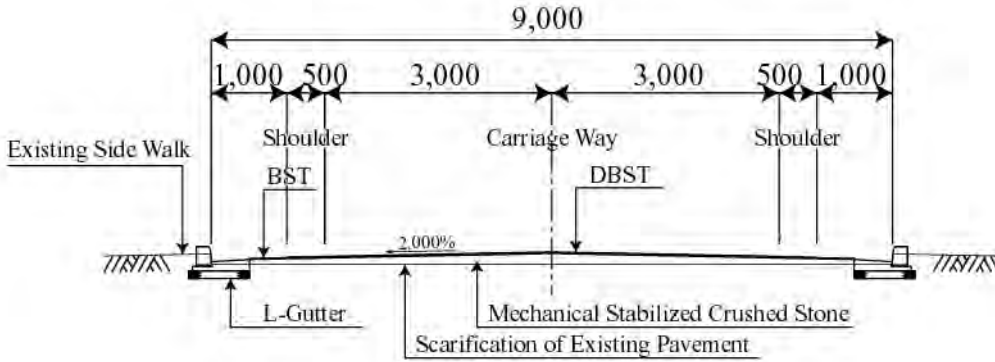 9,000
1,000 500 3,000 3,000 500 1,000
Shoulder Carriage Way Shoulder
Existing Side Walk
BST DBST
2,000%
L-Gutter Mechanical Stabilized Crushed Stone
Scarification of Existing Pavement